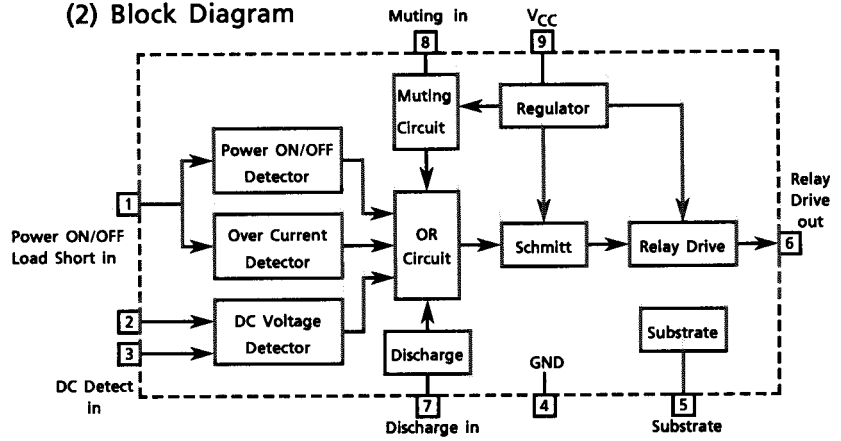 (2) Block Diagram
Muting in
VCC
8
9
Muting
Circuit
Regulator
Power ON/OFF
Detector
1
Power ON/OFF
Load Short in
Over Current
Detector
OR
Circuit
Schmitt
Relay Drive
Relay
Drive
out
6
2
3
DC Voltage
Detector
DC Detect
in
Discharge
GND
Substrate
7
4
5
Discharge in
Substrate